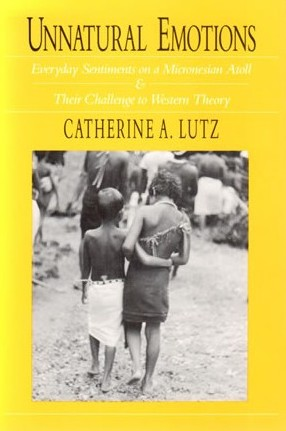 UNNATURAL EMOTIONS
Everyday Sentiments on a Micronesian Atoll
&
Their Challenge to Western Theory
CATHERINE A. LUTZ